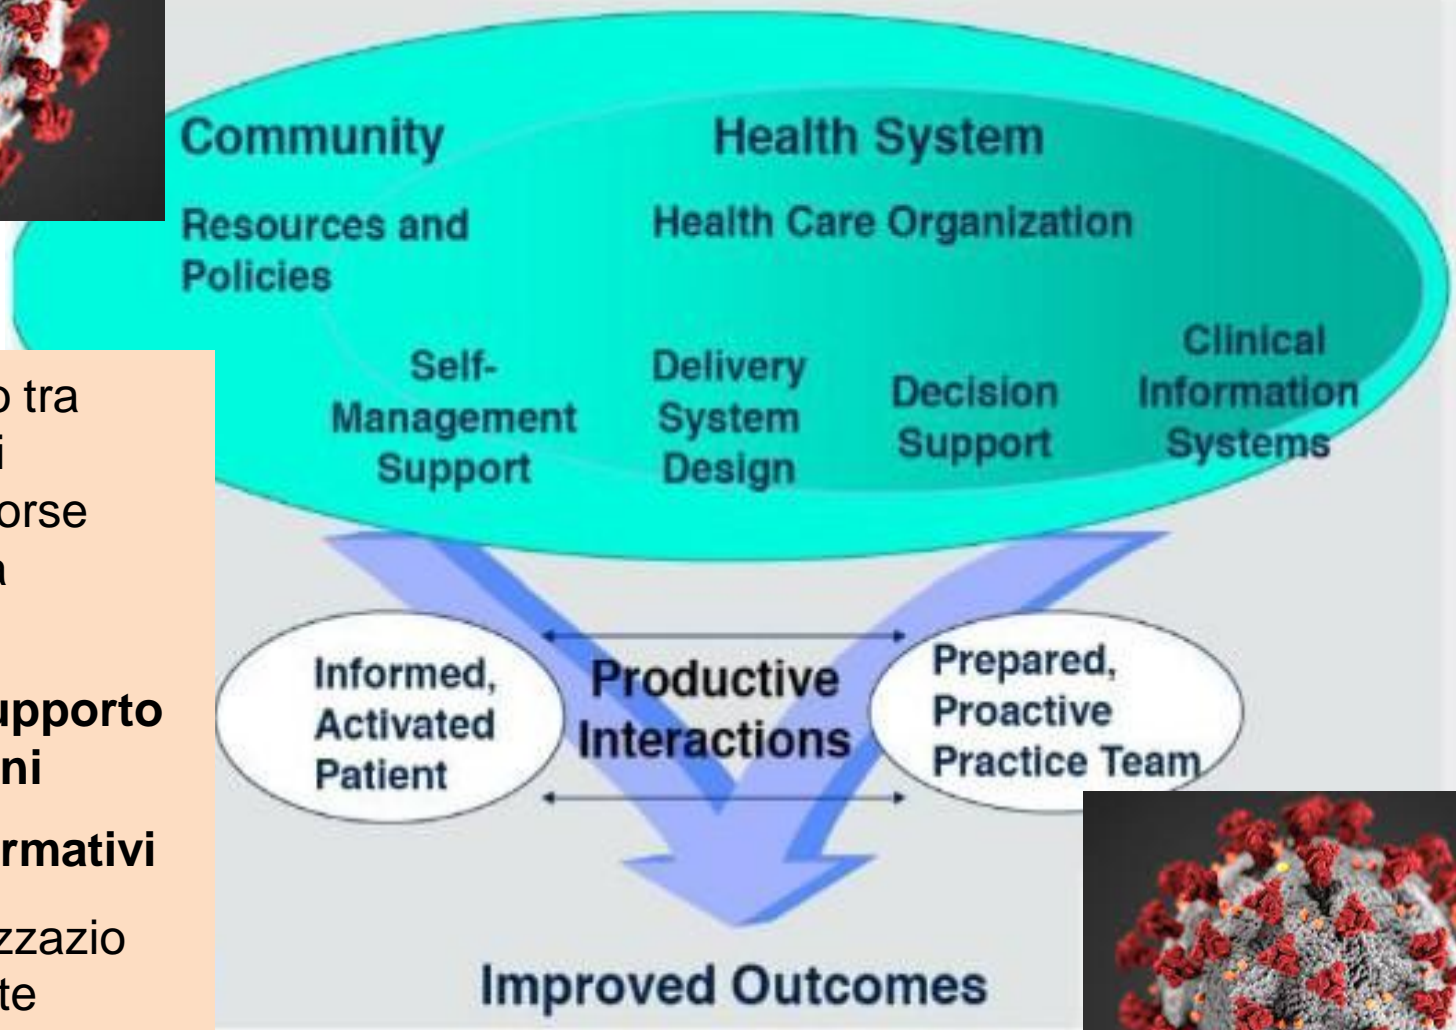 Community
Health System
Resources and
Policies
Health Care Organization
Self-
Management
Support
Delivery
System
Design
Decision
Support
Clinical
Information
Systems
o tra
i
orse
a
upporto
ni
rmativi
zzazio
te
Informed,
Activated
Patient
Productive
Interactions
Prepared,
Proactive
Practice Team
Improved Outcomes